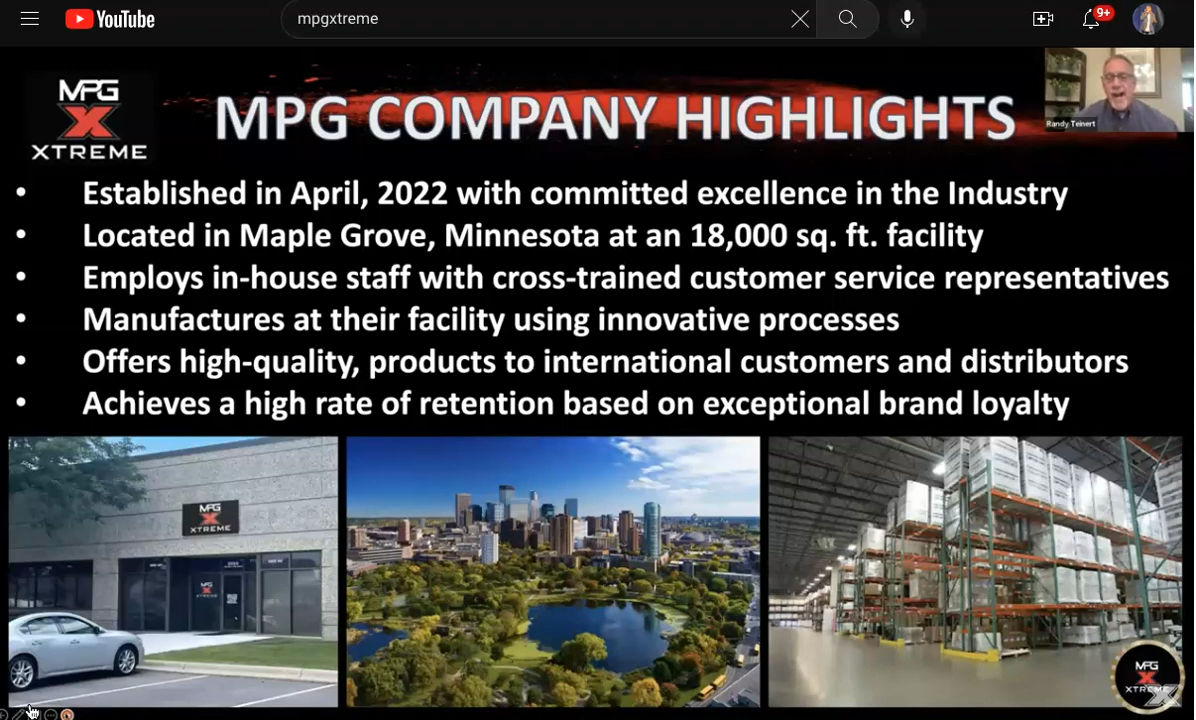 YouTube
mpgxtreme
9+
MPG
X
XTREME
MPG COMPANY HIGHLIGHTS
Randy Teinert
• Established in April, 2022 with committed excellence in the Industry
• Located in Maple Grove, Minnesota at an 18,000 sq. ft. facility
• Employs in-house staff with cross-trained customer service representatives
• Manufactures at their facility using innovative processes
• Offers high-quality, products to international customers and distributors
• Achieves a high rate of retention based on exceptional brand loyalty
MPG
X
XTREME
MPG
X
XTREME
MPG
X
XTREME